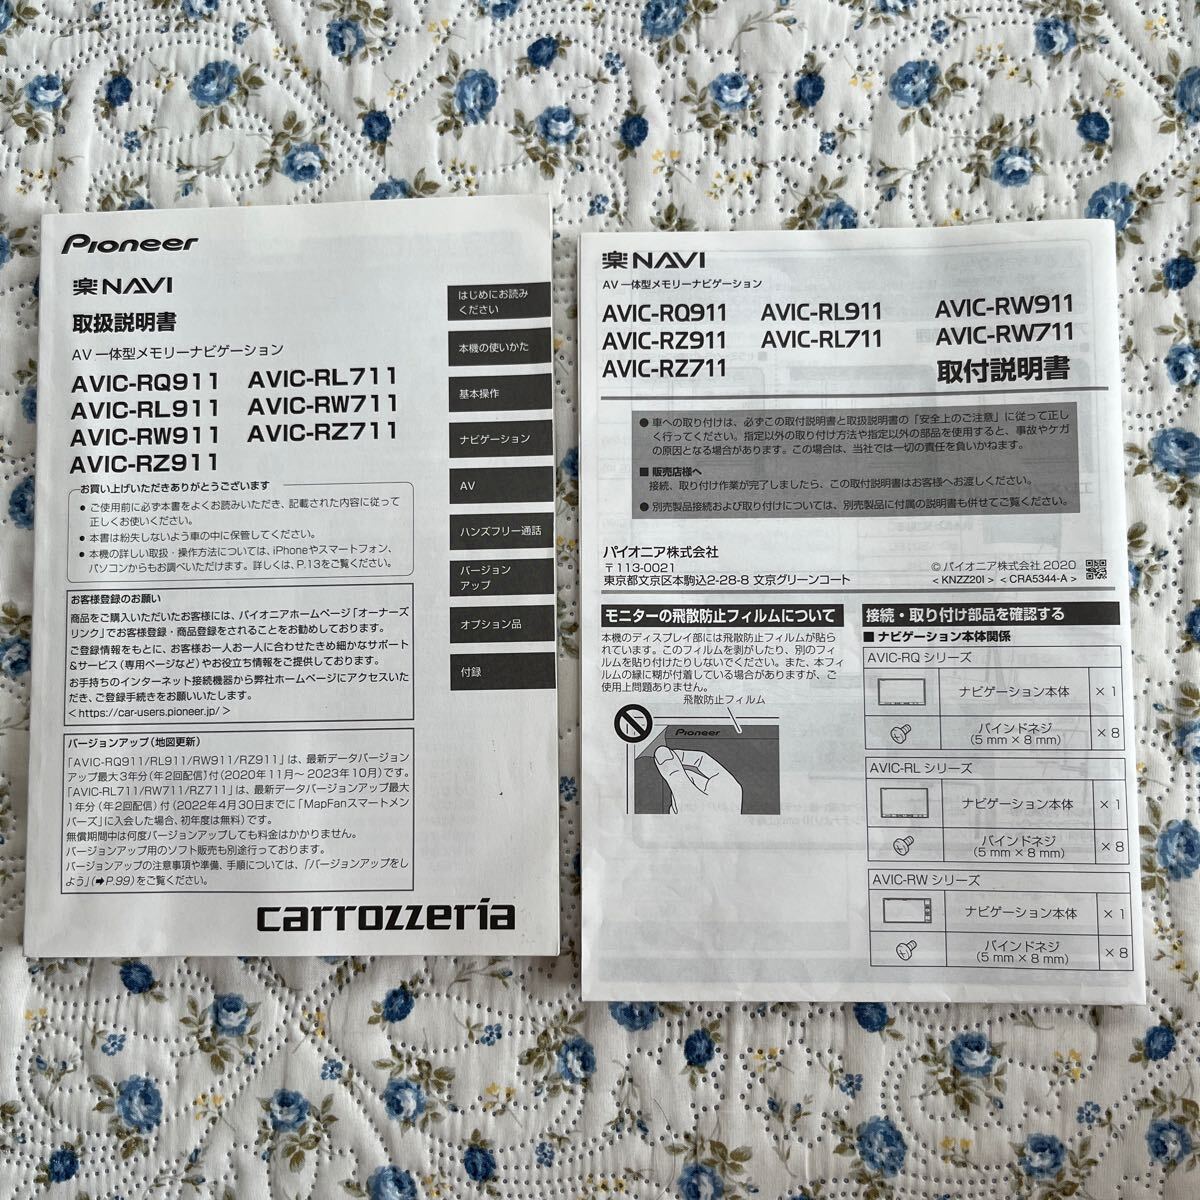 Pioneer
楽NAVI
取扱説明書
AV一体型メモリーナビゲーション
AVIC-RQ911 AVIC-RL711
AVIC-RL911 AVIC-RW711
AVIC-RW911 AVIC-RZ711
AVIC-RZ911
お買い上げいただきありがとうございます
● ご使用前に必ず本書をよくお読みいただき、記載された内容に従って
正しくお使いください。
● 本書は紛失しないよう車の中に保管してください。
● 本機の詳しい取扱・操作方法については、iPhoneやスマートフォン、
パソコンからもお調べいただけます。詳しくは、P.13をご覧ください。
お客様登録のお願い
商品をご購入いただいたお客様には、パイオニアホームページ「オーナーズ
リンク」でお客様登録・商品登録をされることをお勧めしております。
ご登録情報をもとに、お客様お一人お一人に合わせたきめ細かなサポート
&サービス(専用ページなど)やお役立ち情報をご提供しております。
お手持ちのインターネット接続機器から弊社ホームページにアクセスいた
だき、ご登録手続きをお願いいたします。
<https://car-users.pioneer.jp/>
バージョンアップ(地図更新)
「AVIC-RQ911/RL911/RW911/RZ911」は、最新データバージョン
アップ最大3年分(年2回配信)付(2020年11月~2023年10月)です。
「AVIC-RL711/RW711/RZ711」は、最新データバージョンアップ最大
1年分(年2回配信)付(2022年4月30日までに「MapFanスマートメン
バーズ」に入会した場合、初年度は無料)です。
無償期間中は何度バージョンアップしても料金はかかりません。
バージョンアップ用のソフト販売も別途行っております。
バージョンアップの注意事項や準備、手順については、「バージョンアップをし
よう」(➡P.99)をご覧ください。
carrozzeria
はじめにお読み
ください
本機の使いかた
基本操作
ナビゲーション
AV
ハンズフリー通話
バージョン
アップ
オプション品
付録
楽NAVI
AV一体型メモリーナビゲーション
AVIC-RQ911 AVIC-RL911 AVIC-RW911
AVIC-RZ911 AVIC-RL711 AVIC-RW711
AVIC-RZ711
取付説明書
● 車への取り付けは、必ずこの取付説明書と取扱説明書の「安全上のご注意」に従って正し
く行ってください。指定以外の取り付け方法や指定以外の部品を使用すると、事故やケガ
の原因となる場合があります。この場合は、当社では一切の責任を負いかねます。
■ 販売店様へ
接続、取り付け作業が完了しましたら、この取付説明書はお客様へお渡しください。
● 別売製品接続および取り付けについては、別売製品に付属の説明書も併せてご覧ください。
パイオニア株式会社
〒113-0021
東京都文京区本駒込2-28-8 文京グリーンコート
© パイオニア株式会社 2020
<KNZZ20I> <CRA5344-A>
モニターの飛散防止フィルムについて
本機のディスプレイ部には飛散防止フィルムが貼ら
れています。このフィルムを剥がしたり、別のフィ
ルムを貼り付けたりしないでください。また、本フィ
ルムの縁に糊が付着している場合がありますが、ご
使用上問題ありません。
飛散防止フィルム
Pioneer
接続・取り付け部品を確認する
■ ナビゲーション本体関係
AVIC-RQ シリーズ
ナビゲーション本体 × 1
バインドネジ
(5 mm × 8 mm) × 8
AVIC-RL シリーズ
ナビゲーション本体 × 1
バインドネジ
(5 mm × 8 mm) × 8
AVIC-RW シリーズ
ナビゲーション本体 × 1
バインドネジ
(5 mm × 8 mm) × 8